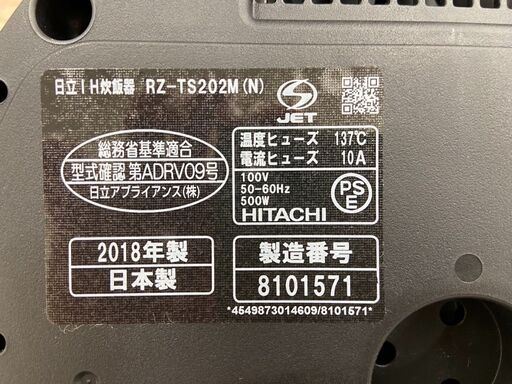 日立IH炊飯器 RZ-TS202M(N)
JET
総務省基準適合
型式確認 第ADRV09号
日立アプライアンス(株)
温度ヒューズ 137℃
電流ヒューズ 10A
100V
50-60Hz
500W
HITACHI
PS
E
2018年製
日本製
製造番号
8101571
*4549873014609/8101571*